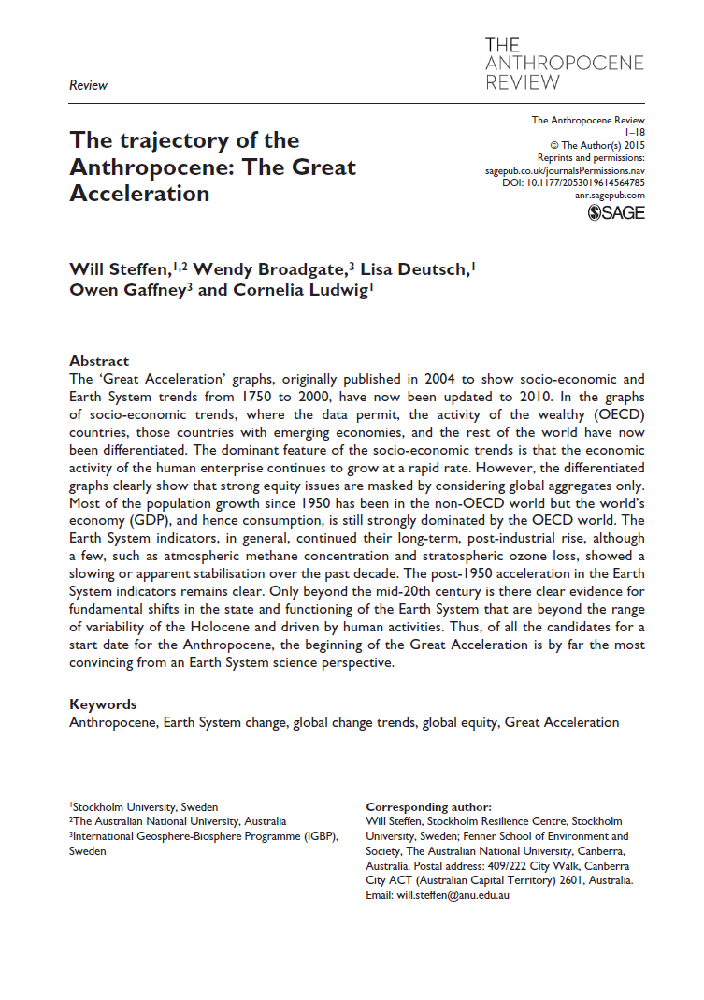 THE
ANTHROPOCENE
REVIEW
Review
The Anthropocene Review
1–18
© The Author(s) 2015
Reprints and permissions:
sagepub.co.uk/journalsPermissions.nav
DOI: 10.1177/2053019614564785
anr.sagepub.com
SAGE
The trajectory of the
Anthropocene: The Great
Acceleration
Will Steffen,1,2 Wendy Broadgate,3 Lisa Deutsch,1
Owen Gaffney3 and Cornelia Ludwig1
Abstract
The ‘Great Acceleration’ graphs, originally published in 2004 to show socio-economic and
Earth System trends from 1750 to 2000, have now been updated to 2010. In the graphs
of socio-economic trends, where the data permit, the activity of the wealthy (OECD)
countries, those countries with emerging economies, and the rest of the world have now
been differentiated. The dominant feature of the socio-economic trends is that the economic
activity of the human enterprise continues to grow at a rapid rate. However, the differentiated
graphs clearly show that strong equity issues are masked by considering global aggregates only.
Most of the population growth since 1950 has been in the non-OECD world but the world’s
economy (GDP), and hence consumption, is still strongly dominated by the OECD world. The
Earth System indicators, in general, continued their long-term, post-industrial rise, although
a few, such as atmospheric methane concentration and stratospheric ozone loss, showed a
slowing or apparent stabilisation over the past decade. The post-1950 acceleration in the Earth
System indicators remains clear. Only beyond the mid-20th century is there clear evidence for
fundamental shifts in the state and functioning of the Earth System that are beyond the range
of variability of the Holocene and driven by human activities. Thus, of all the candidates for a
start date for the Anthropocene, the beginning of the Great Acceleration is by far the most
convincing from an Earth System science perspective.
Keywords
Anthropocene, Earth System change, global change trends, global equity, Great Acceleration
1Stockholm University, Sweden
2The Australian National University, Australia
3International Geosphere-Biosphere Programme (IGBP),
Sweden
Corresponding author:
Will Steffen, Stockholm Resilience Centre, Stockholm
University, Sweden; Fenner School of Environment and
Society, The Australian National University, Canberra,
Australia. Postal address: 409/222 City Walk, Canberra
City ACT (Australian Capital Territory) 2601, Australia.
Email: will.steffen@anu.edu.au